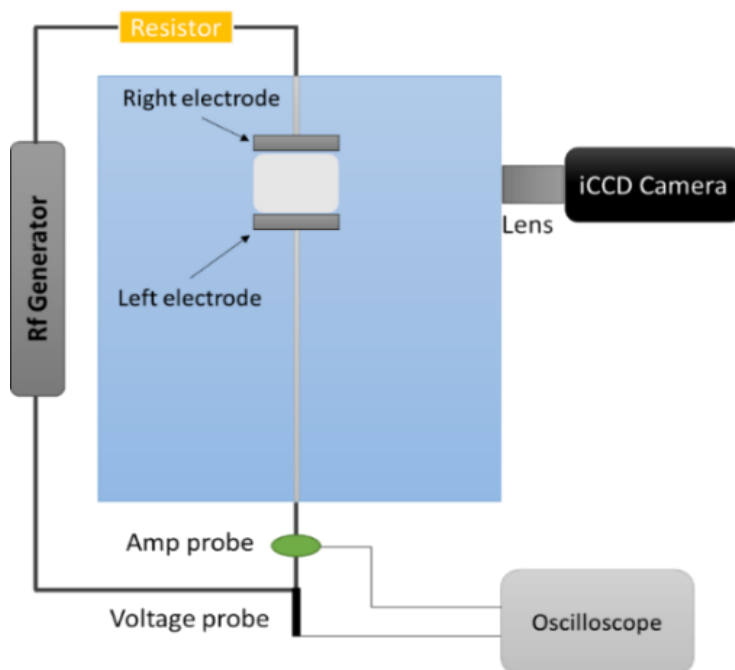 Resistor
Right electrode
iCCD Camera
Lens
Rf Generator
Left electrode
Amp probe
Voltage probe
Oscilloscope